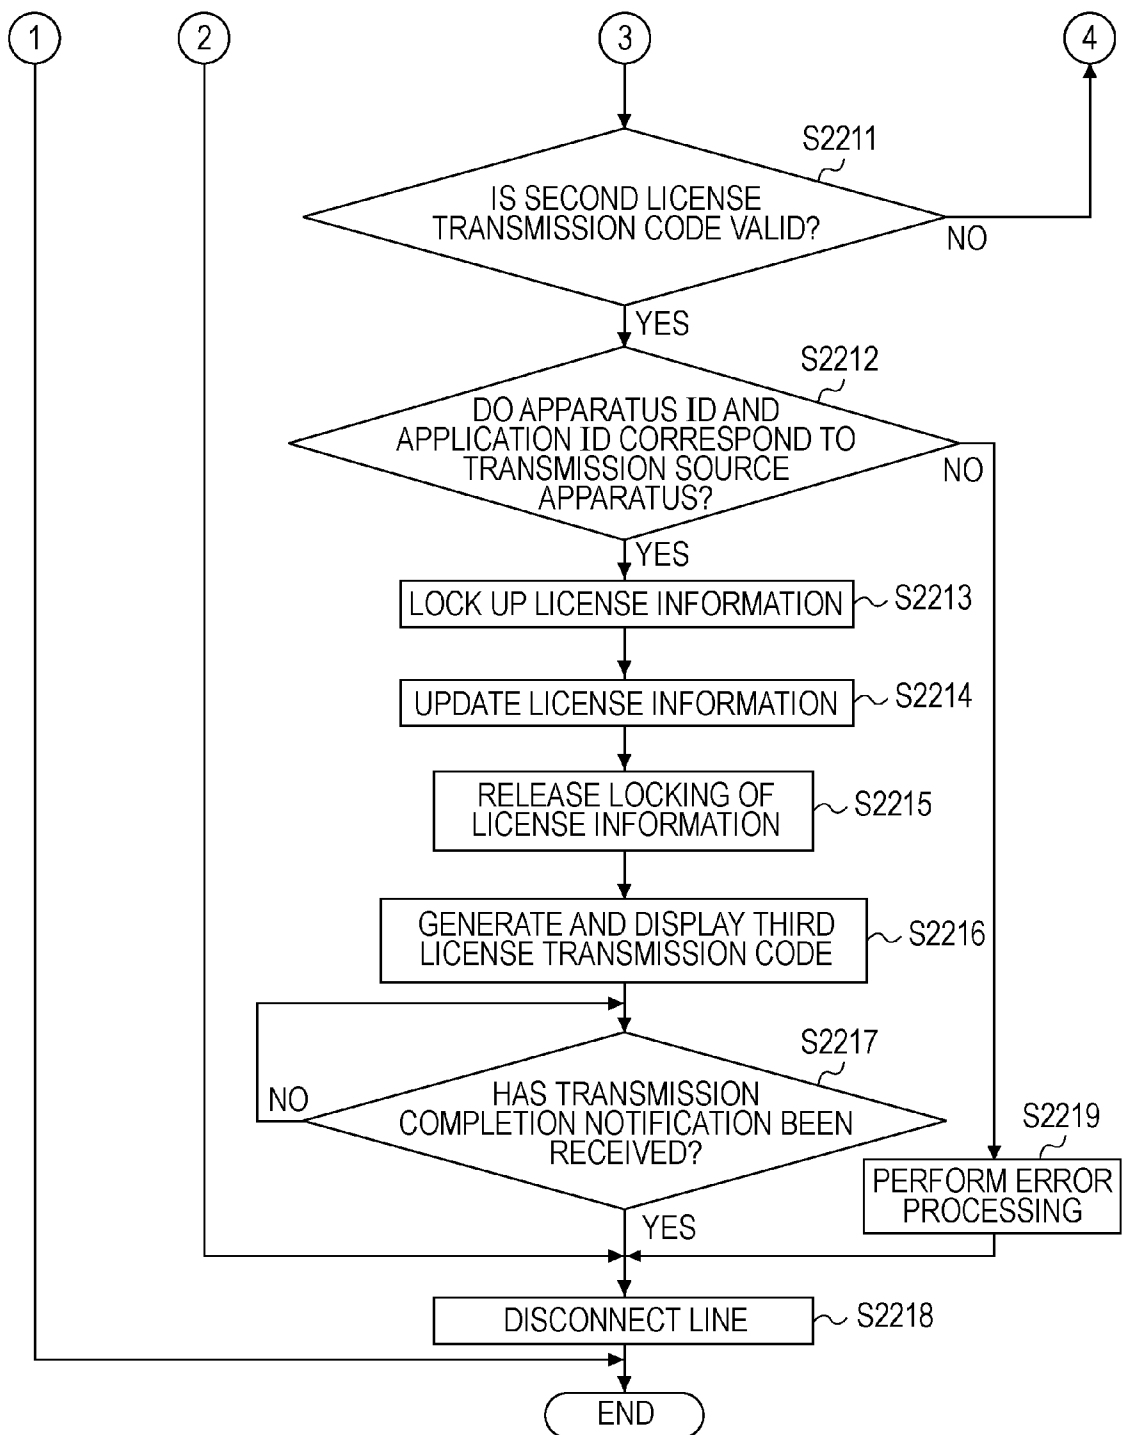 1
2
3
4
S2211
IS SECOND LICENSE
TRANSMISSION CODE VALID?
NO
YES
S2212
DO APPARATUS ID AND
APPLICATION ID CORRESPOND TO
TRANSMISSION SOURCE
APPARATUS?
NO
YES
LOCK UP LICENSE INFORMATION
S2213
UPDATE LICENSE INFORMATION
S2214
RELEASE LOCKING OF
LICENSE INFORMATION
S2215
GENERATE AND DISPLAY THIRD
LICENSE TRANSMISSION CODE
S2216
S2217
HAS TRANSMISSION
COMPLETION NOTIFICATION BEEN
RECEIVED?
NO
YES
S2219
PERFORM ERROR
PROCESSING
DISCONNECT LINE
S2218
END